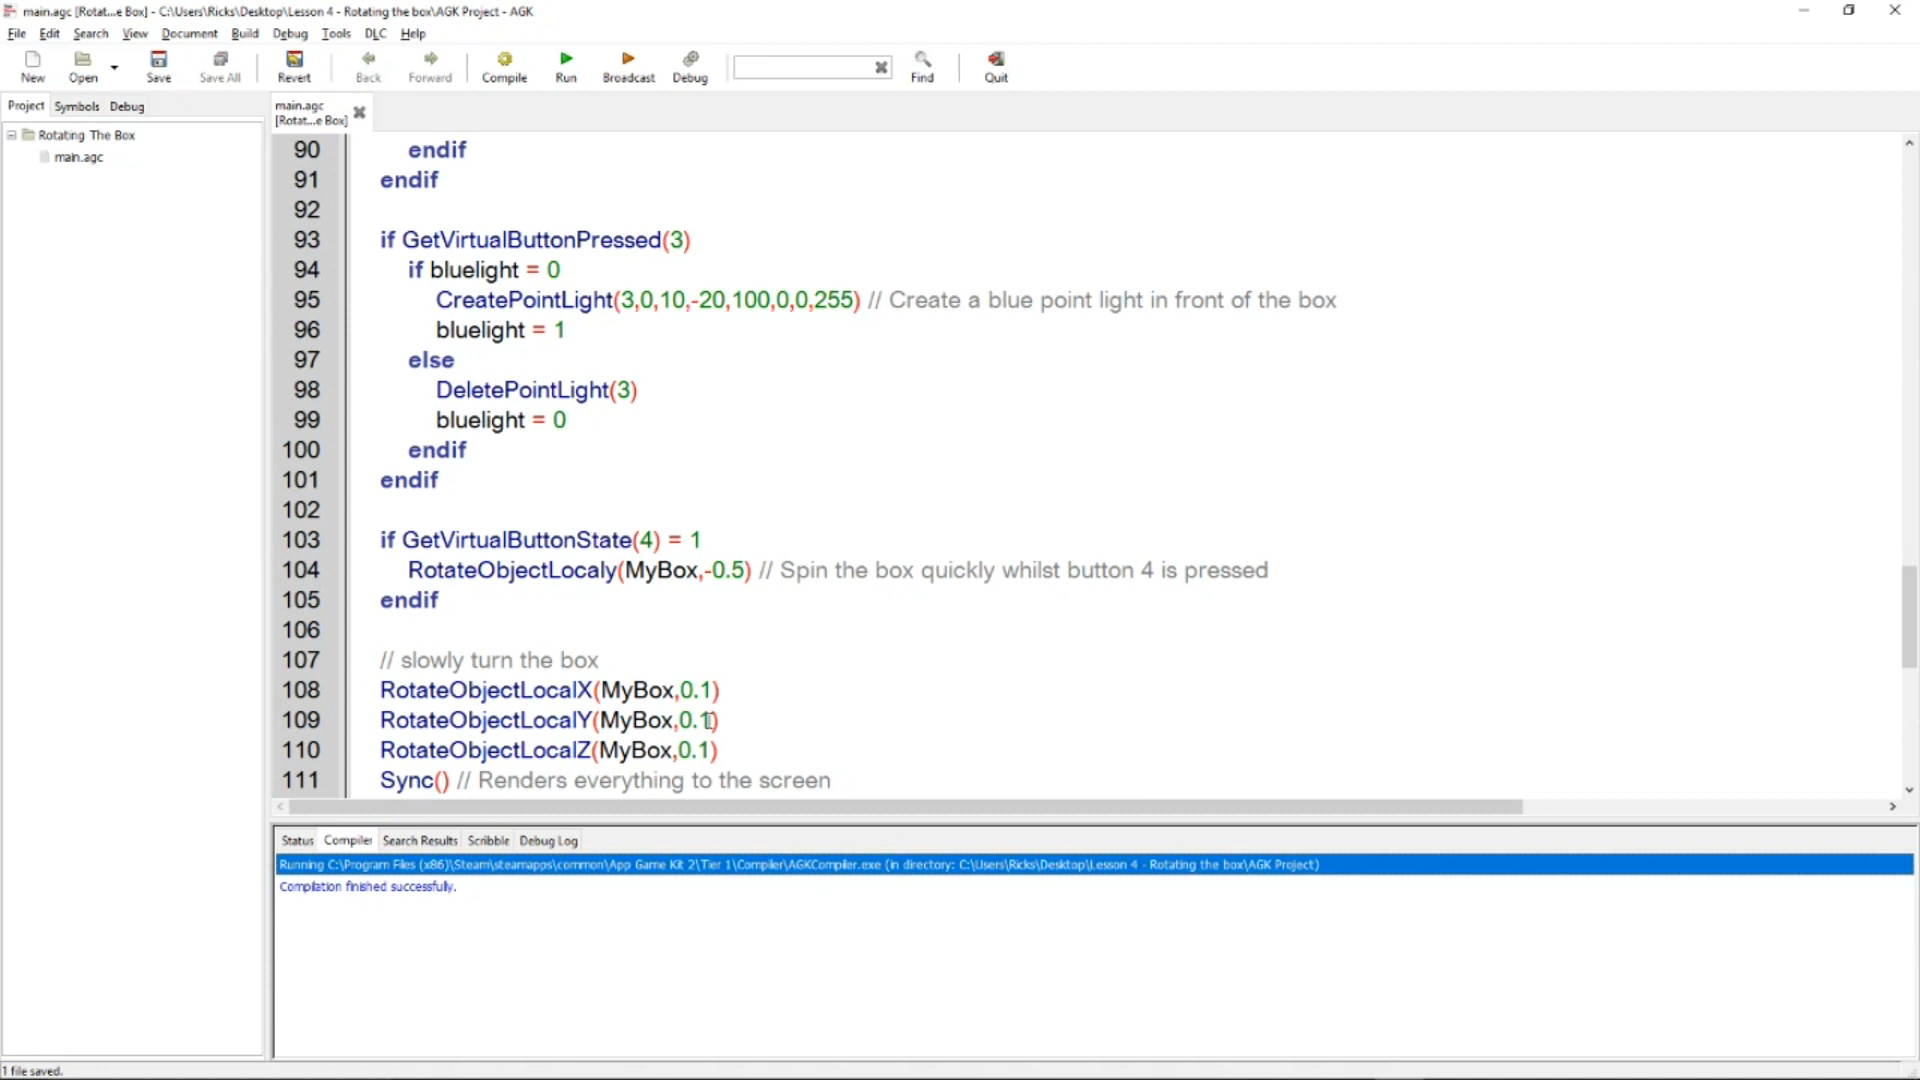 main.agc [Rotat...e Box] - C:\Users\Ricks\Desktop\Lesson 4 - Rotating the box\AGK Project - AGK
File Edit Search View Document Build Debug Tools DLC Help
New Open Save Save All Revert Back Forward Compile Run Broadcast Debug Find Quit
Project Symbols Debug
main.agc
[Rotat...e Box]
Rotating The Box
main.agc
90 endif
91 endif
92
93 if GetVirtualButtonPressed(3)
94 if bluelight = 0
95 CreatePointLight(3,0,10,-20,100,0,0,255) // Create a blue point light in front of the box
96 bluelight = 1
97 else
98 DeletePointLight(3)
99 bluelight = 0
100 endif
101 endif
102
103 if GetVirtualButtonState(4) = 1
104 RotateObjectLocaly(MyBox,-0.5) // Spin the box quickly whilst button 4 is pressed
105 endif
106
107 // slowly turn the box
108 RotateObjectLocalX(MyBox,0.1)
109 RotateObjectLocalY(MyBox,0.1)
110 RotateObjectLocalZ(MyBox,0.1)
111 Sync() // Renders everything to the screen
Status Compiler Search Results Scribble Debug Log
Running C:\Program Files (x86)\Steam\steamapps\common\App Game Kit 2\Tier 1\Compiler\AGKCompiler.exe (in directory: C:\Users\Ricks\Desktop\Lesson 4 - Rotating the box\AGK Project)
Compilation finished successfully.
1 file saved.